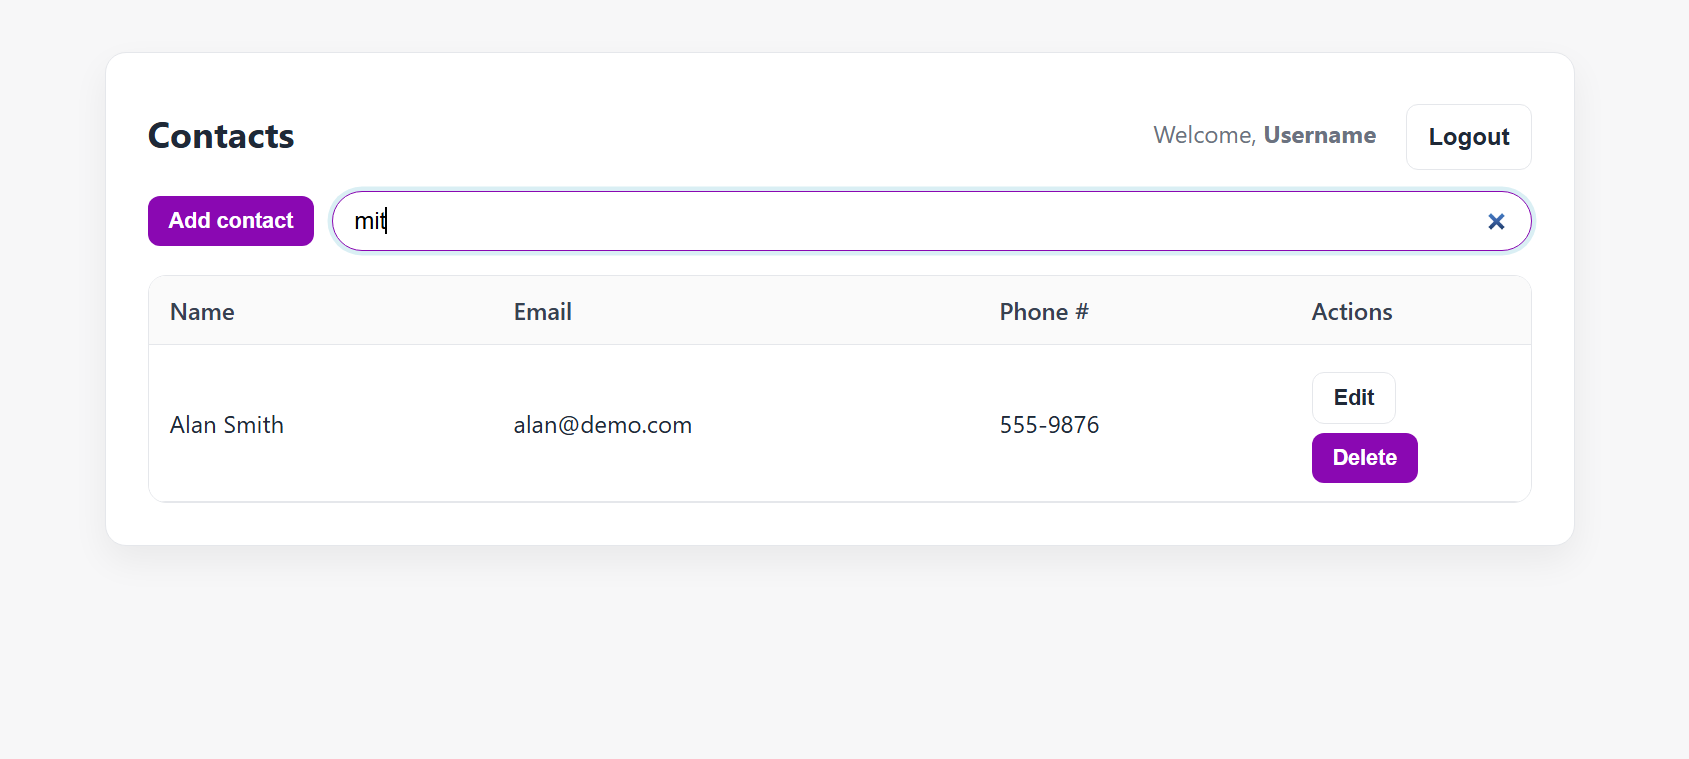 Contacts
Welcome, Username
Logout
Add contact
mit
Name Email Phone # Actions
Alan Smith alan@demo.com 555-9876
Edit
Delete